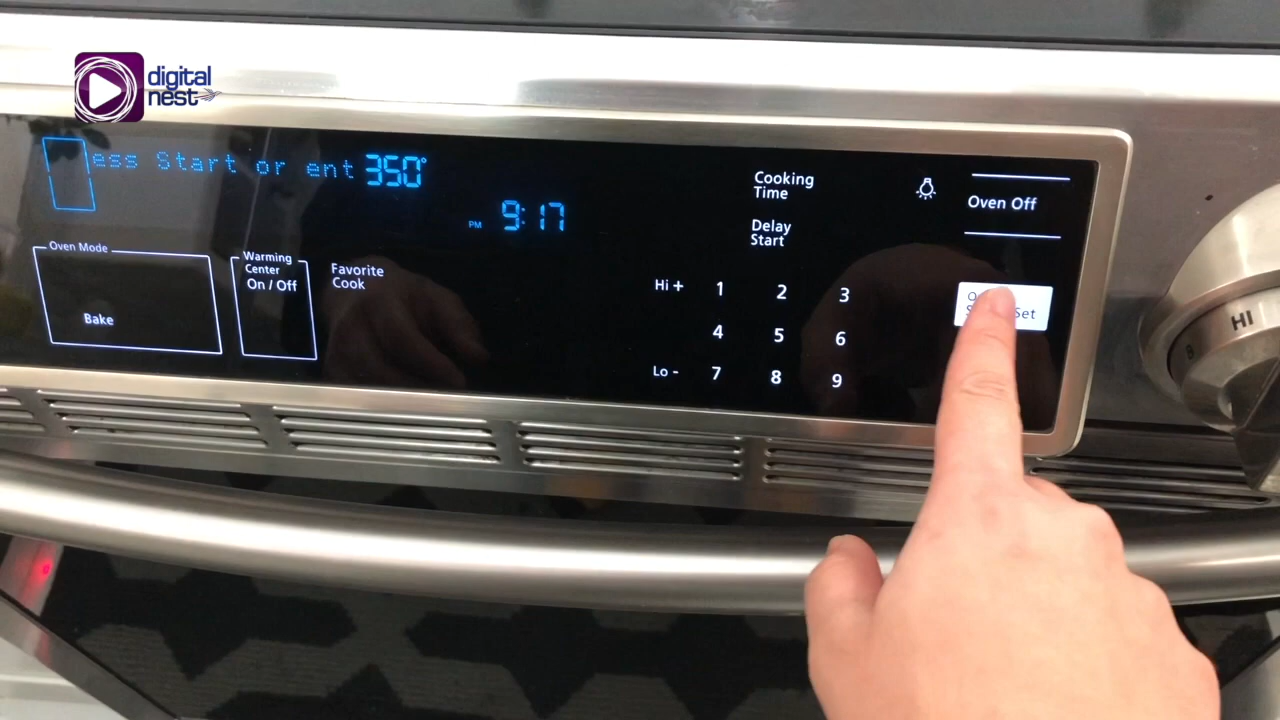 digital
nest
ess Start or ent 350°
PM 9:17
Oven Mode
Bake
Warming
Center
On / Off
Favorite
Cook
Cooking
Time
Delay
Start
Hi + 1 2 3
4 5 6
Lo - 7 8 9
Oven Off
Set
HI
8